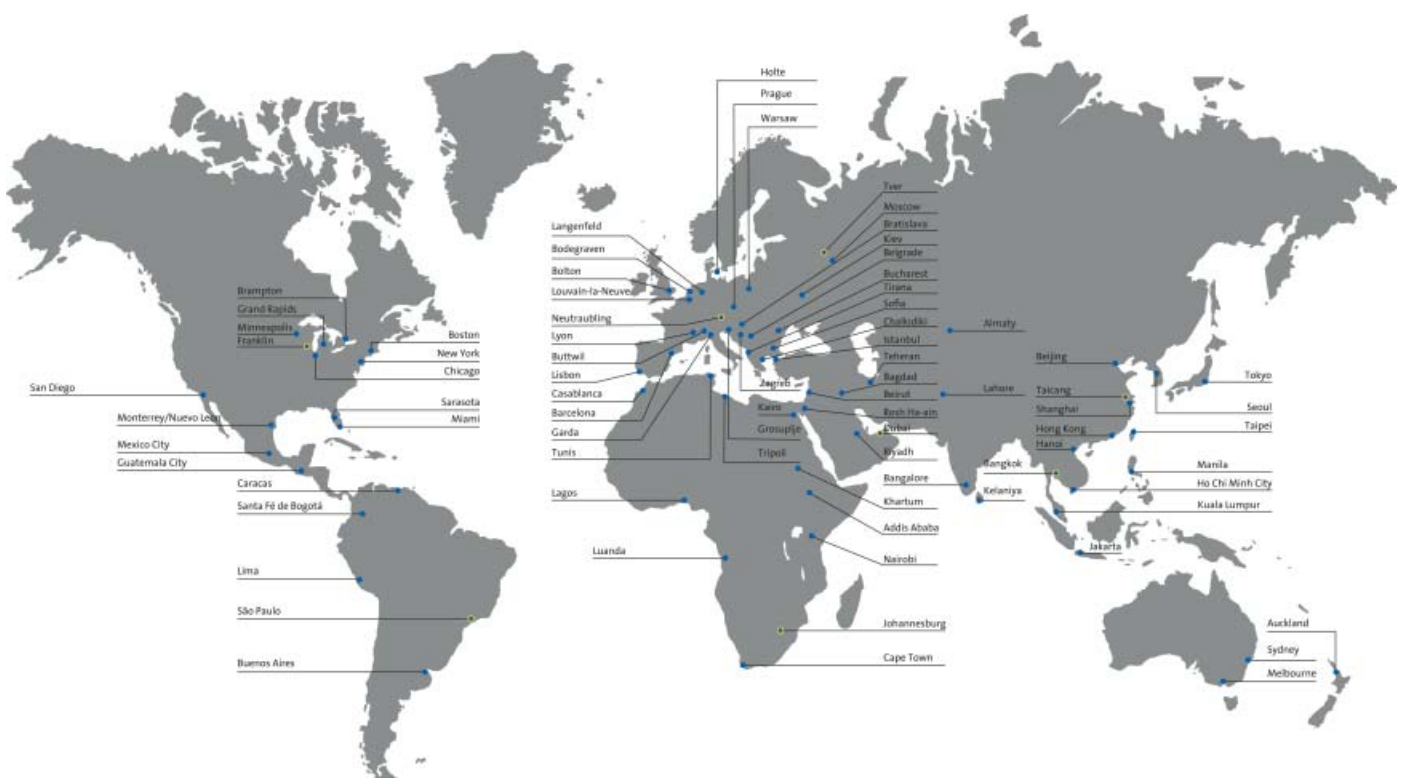 Holte
Prague
Warsaw
Tver
Moscow
Bratislava
Kiev
Belgrade
Bucharest
Tirana
Sofia
Chalkidiki
Istanbul
Teheran
Bagdad
Beirut
Rosh Ha-ain
Dubai
Riyadh
Langenfeld
Bodegraven
Bolton
Louvain-la-Neuve
Neutraubling
Lyon
Buttwil
Lisbon
Casablanca
Barcelona
Garda
Tunis
Zagreb
Kairo
Grosuplje
Tripoli
Brampton
Grand Rapids
Minneapolis
Franklin
Boston
New York
Chicago
San Diego
Sarasota
Miami
Monterrey/Nuevo León
Mexico City
Guatemala City
Caracas
Santa Fé de Bogotá
Lima
São Paulo
Buenos Aires
Lagos
Luanda
Khartum
Addis Ababa
Nairobi
Johannesburg
Cape Town
Almaty
Lahore
Bangalore
Kelaniya
Beijing
Taicang
Shanghai
Hong Kong
Hanoi
Bangkok
Tokyo
Seoul
Taipei
Manila
Ho Chi Minh City
Kuala Lumpur
Jakarta
Auckland
Sydney
Melbourne